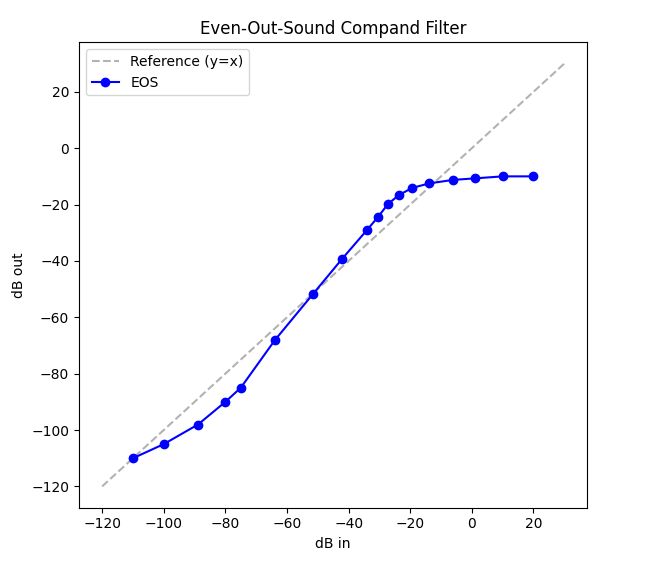 Even-Out-Sound Compand Filter
Reference (y=x)
EOS
20
0
−20
−40
−60
−80
−100
−120
dB out
−120 −100 −80 −60 −40 −20 0 20
dB in